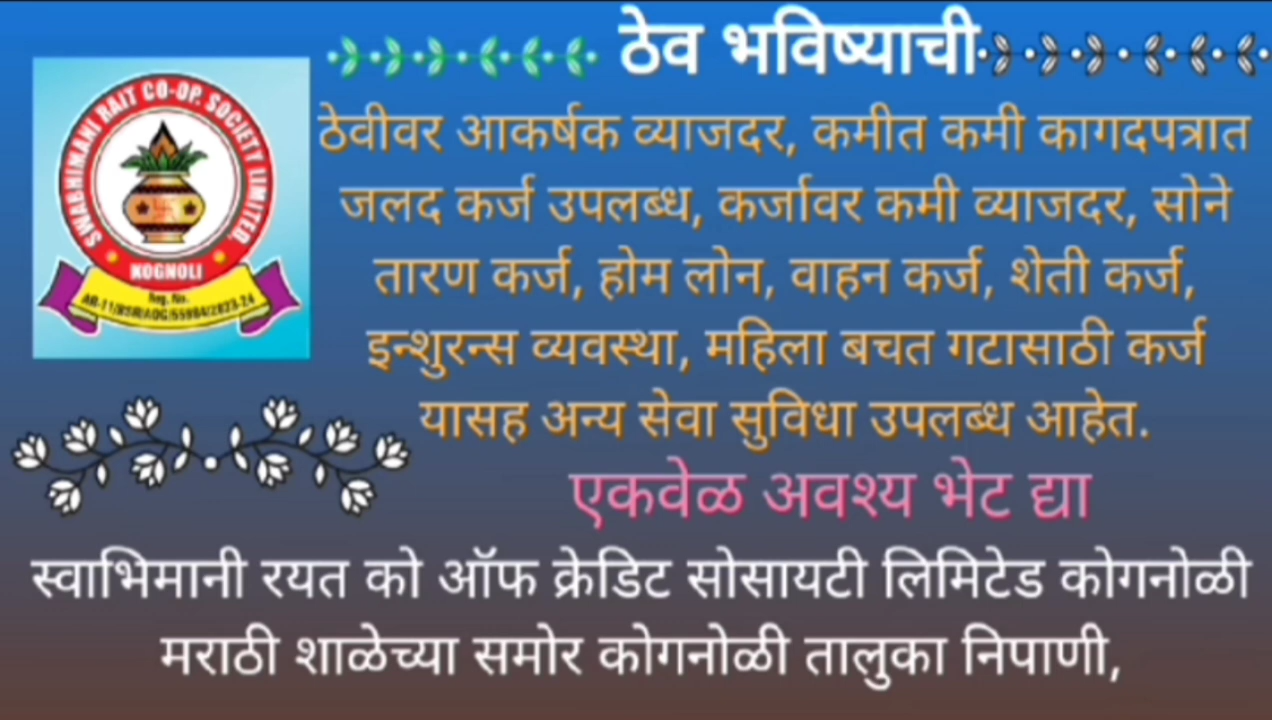 ठेव भविष्याची
SWABHIMANI RAIT CO-OP. SOCIETY LIMITED.
KOGNOLI
Reg. No.
ठेवीवर आकर्षक व्याजदर, कमीत कमी कागदपत्रात
जलद कर्ज उपलब्ध, कर्जावर कमी व्याजदर, सोने
तारण कर्ज, होम लोन, वाहन कर्ज, शेती कर्ज,
इन्शुरन्स व्यवस्था, महिला बचत गटासाठी कर्ज
यासह अन्य सेवा सुविधा उपलब्ध आहेत.
एकवेळ अवश्य भेट द्या
स्वाभिमानी रयत को ऑफ क्रेडिट सोसायटी लिमिटेड कोगनोळी
मराठी शाळेच्या समोर कोगनोळी तालुका निपाणी,